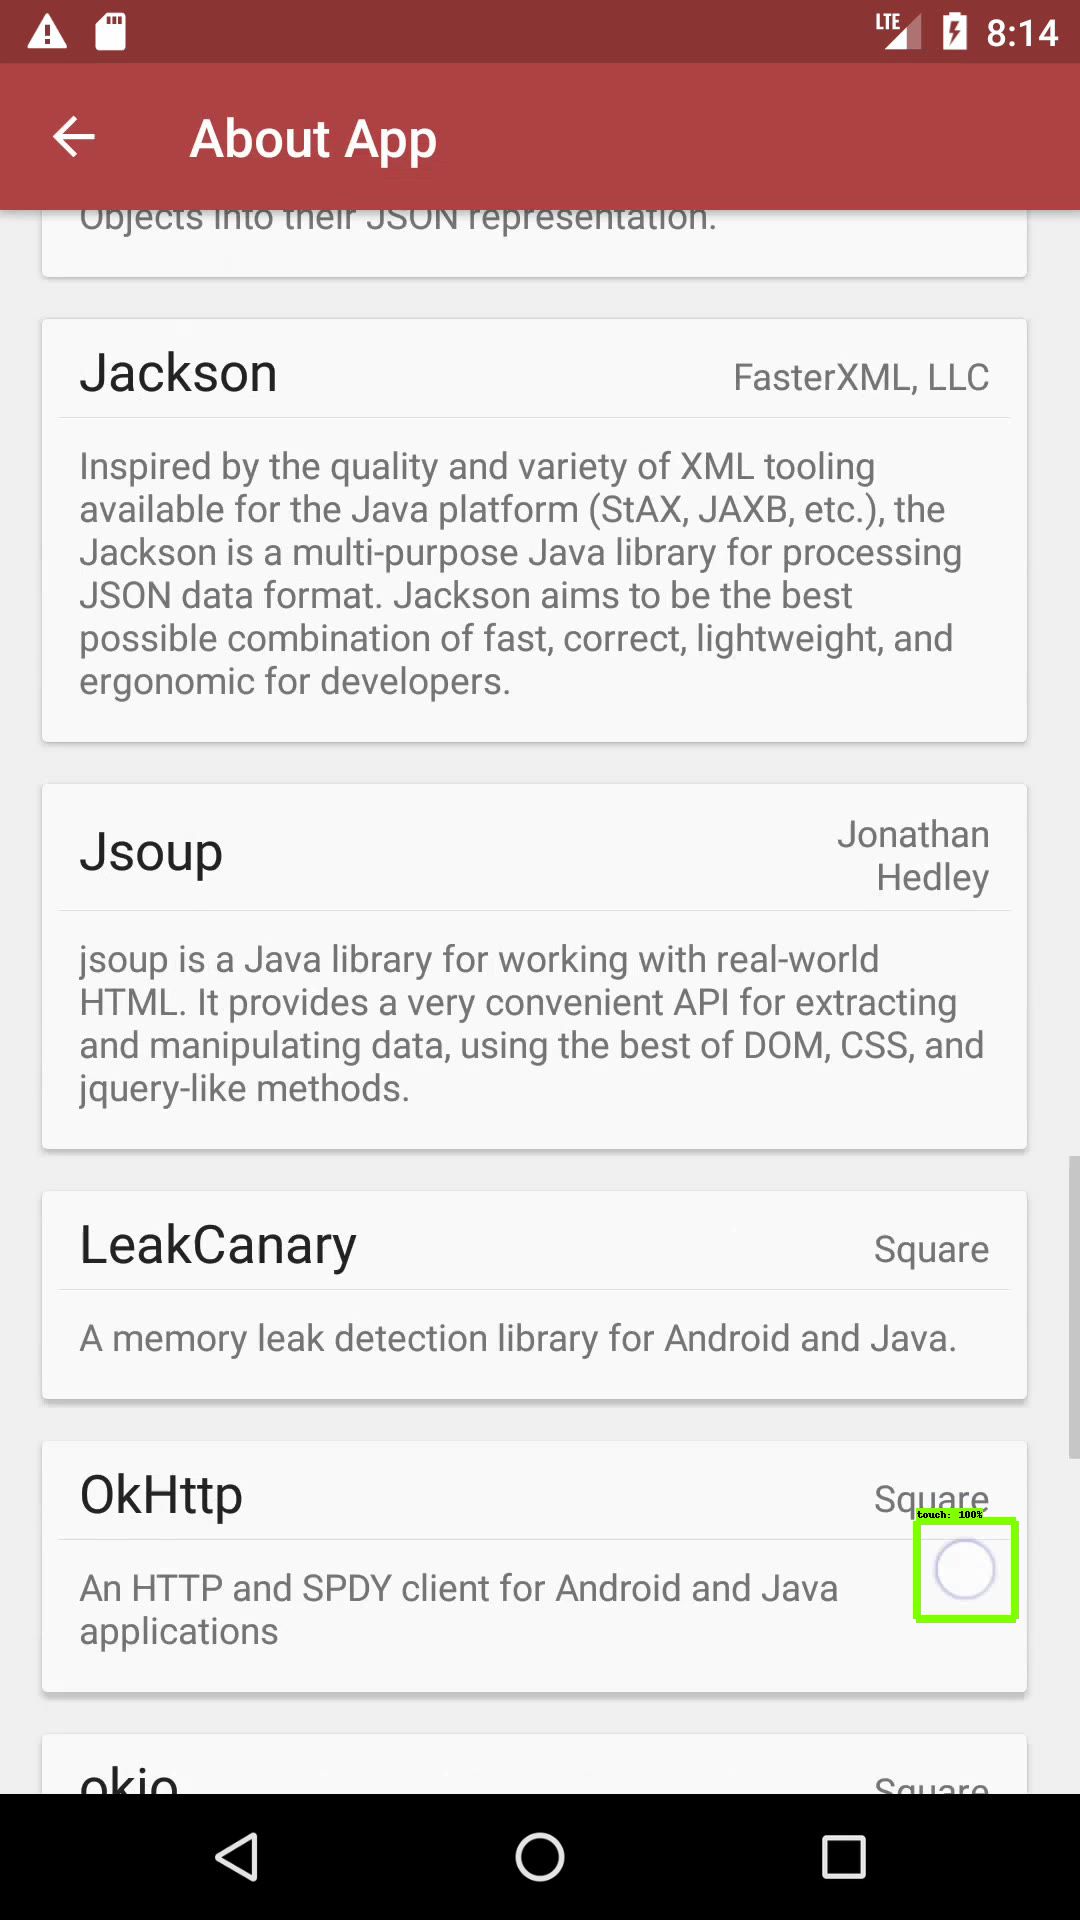 LTE 8:14
About App
Objects into their JSON representation.
Jackson FasterXML, LLC
Inspired by the quality and variety of XML tooling
available for the Java platform (StAX, JAXB, etc.), the
Jackson is a multi-purpose Java library for processing
JSON data format. Jackson aims to be the best
possible combination of fast, correct, lightweight, and
ergonomic for developers.
Jsoup Jonathan
Hedley
jsoup is a Java library for working with real-world
HTML. It provides a very convenient API for extracting
and manipulating data, using the best of DOM, CSS, and
jquery-like methods.
LeakCanary Square
A memory leak detection library for Android and Java.
OkHttp Square
touch: 100%
An HTTP and SPDY client for Android and Java
applications
okio Square